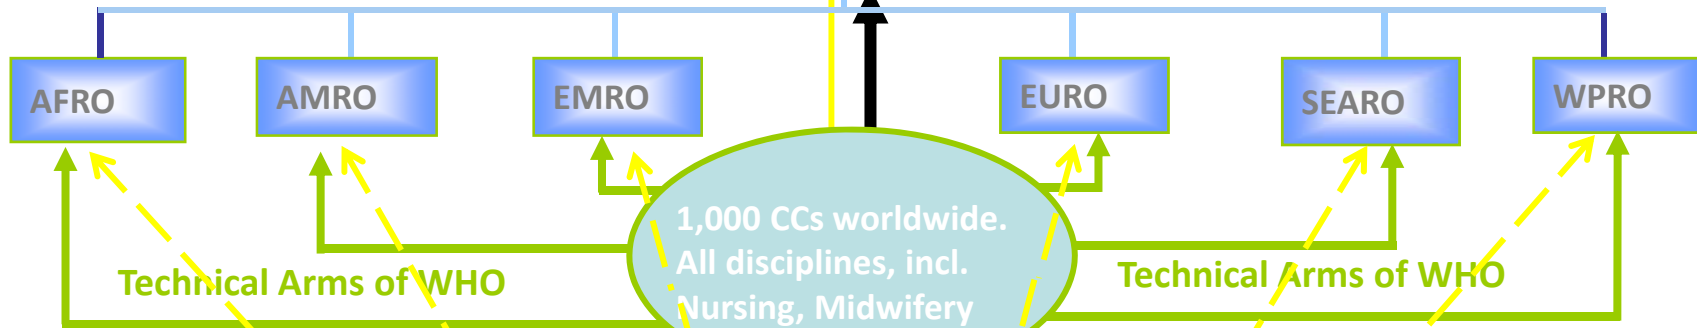 AFRO
AMRO
EMRO
EURO
SEARO
WPRO
1,000 CCs worldwide.
All disciplines, incl.
Nursing, Midwifery
Technical Arms of WHO
Technical Arms of WHO